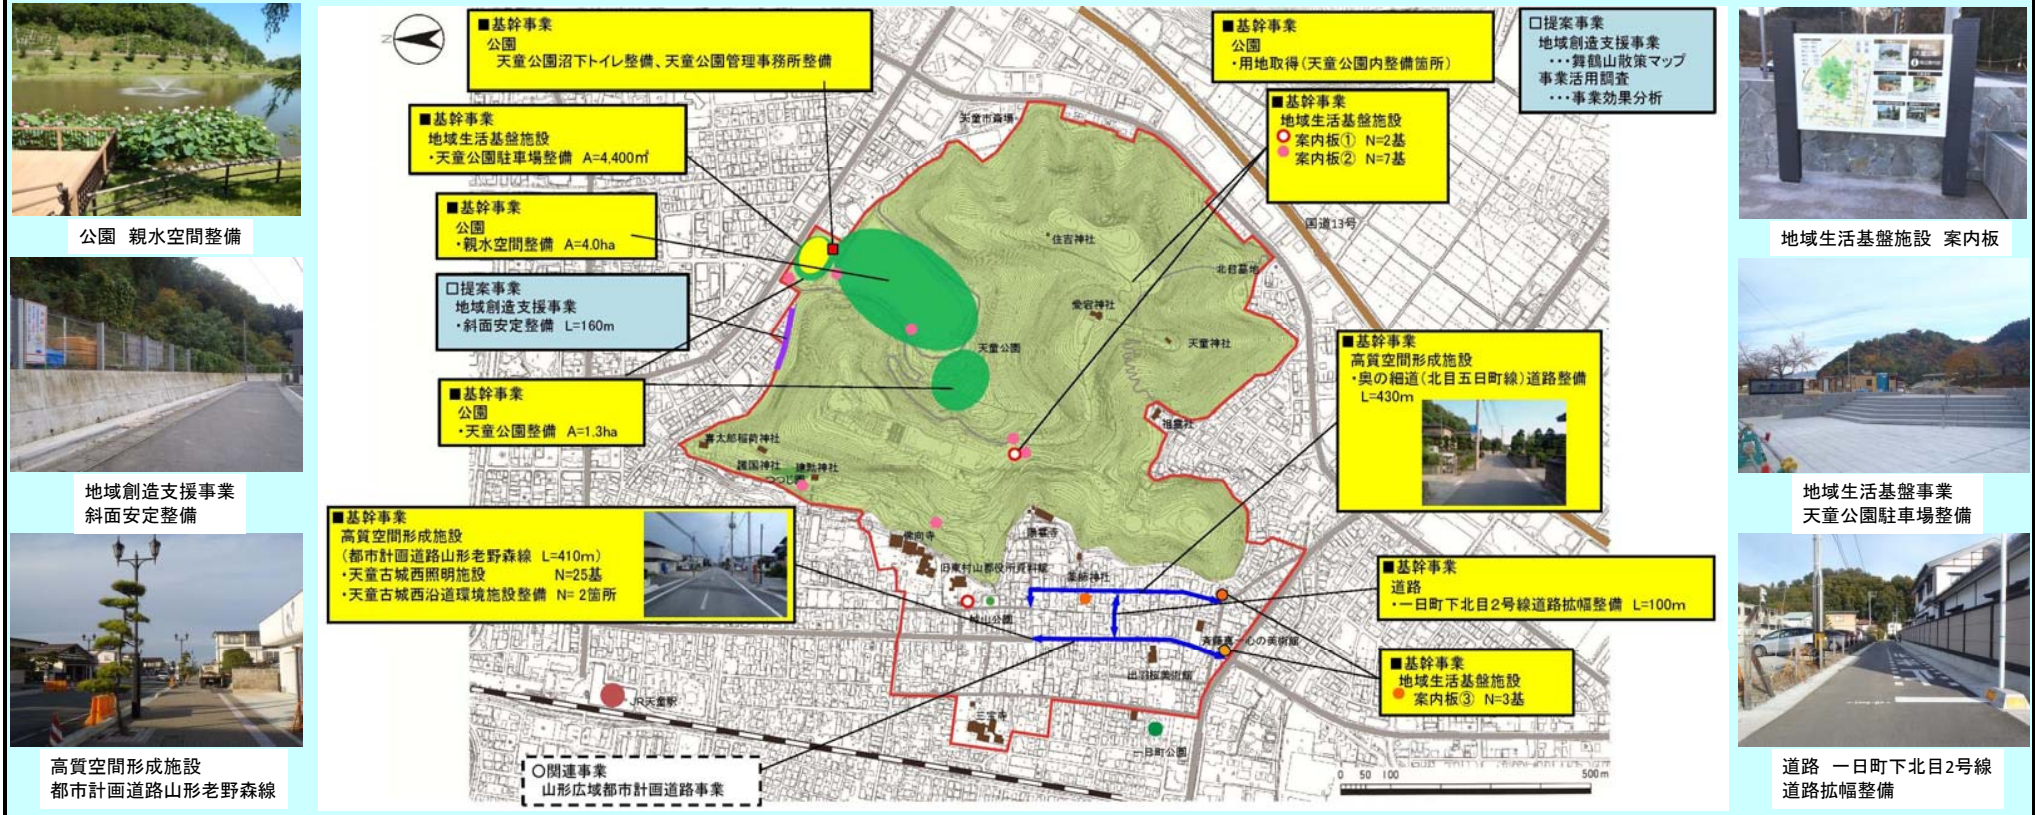 公園 親水空間整備
地域創造支援事業
斜面安定整備
高質空間形成施設
都市計画道路山形老野森線
N
■基幹事業
公園
天童公園沼下トイレ整備、天童公園管理事務所整備
■基幹事業
地域生活基盤施設
・天童公園駐車場整備 A=4,400㎡
■基幹事業
公園
・親水空間整備 A=4.0ha
□提案事業
地域創造支援事業
・斜面安定整備 L=160m
■基幹事業
公園
・天童公園整備 A=1.3ha
■基幹事業
高質空間形成施設
（都市計画道路山形老野森線 L=410m）
・天童古城西照明施設 N=25基
・天童古城西沿道環境施設整備 N= 2箇所
○関連事業
山形広域都市計画道路事業
■基幹事業
公園
・用地取得（天童公園内整備箇所）
■基幹事業
地域生活基盤施設
案内板① N=2基
案内板② N=7基
□提案事業
地域創造支援事業
・・・舞鶴山散策マップ
事業活用調査
・・・事業効果分析
■基幹事業
高質空間形成施設
・奥の細道（北目五日町線）道路整備
L=430m
■基幹事業
道路
・一日町下北目2号線道路拡幅整備 L=100m
■基幹事業
地域生活基盤施設
案内板③ N=3基
天童市斎場
国道13号
住吉神社
北目墓地
愛宕神社
天童神社
天童公園
喜太郎稲荷神社
護国神社
建勲神社
つつじ園
佛向寺
旧東村山郡役所資料館
薬師神社
城山公園
斉藤真一心の美術館
出羽桜美術館
JR天童駅
三宝寺
一日町公園
0 50 100 500m
地域生活基盤施設 案内板
地域生活基盤事業
天童公園駐車場整備
道路 一日町下北目2号線
道路拡幅整備